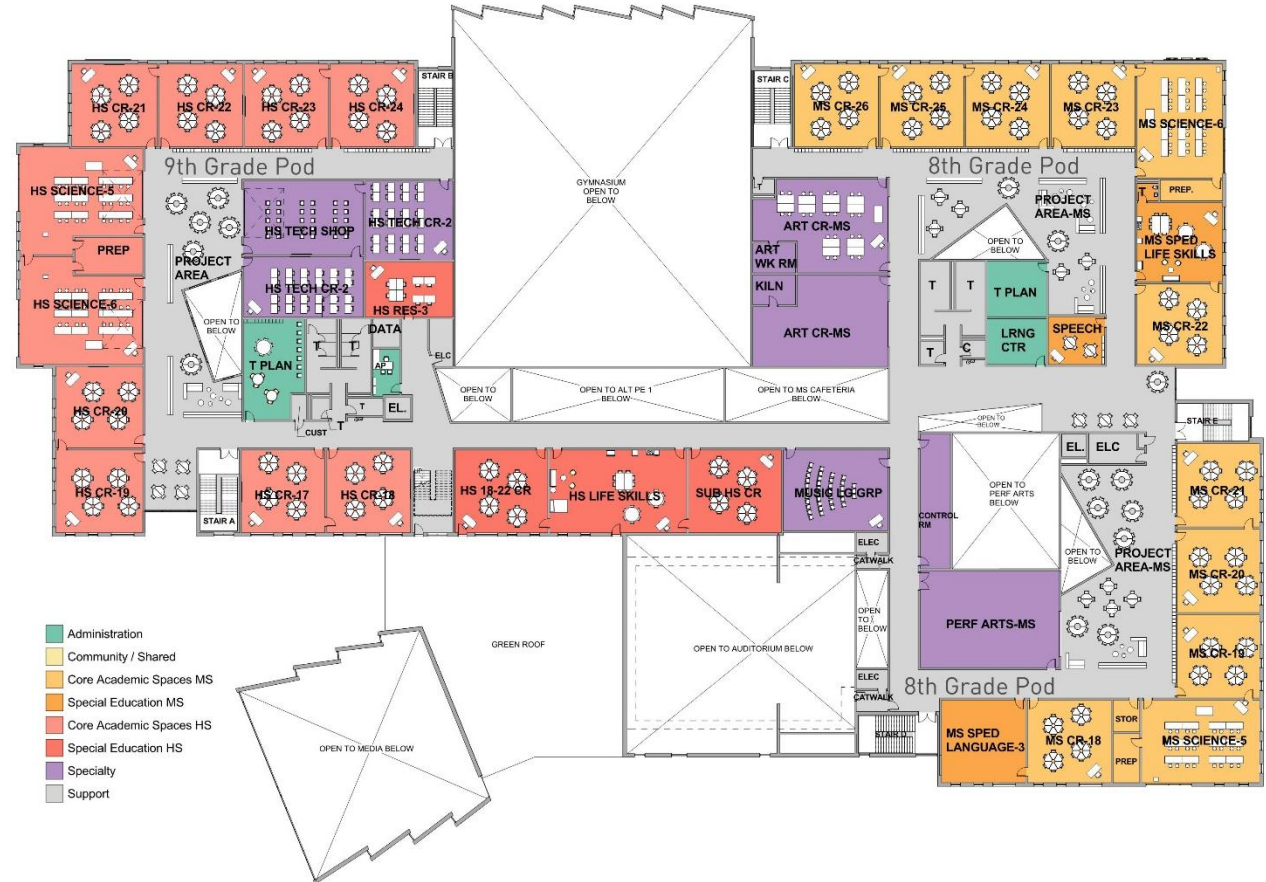 STAIR B
STAIR C
HS CR-21
HS CR-22
HS CR-23
HS CR-24
MS CR-26
MS CR-25
MS CR-24
MS CR-23
MS SCIENCE-6
9th Grade Pod
8th Grade Pod
GYMNASIUM
OPEN TO
BELOW
HS SCIENCE-5
T
PREP.
T
PROJECT
AREA-MS
HS TECH SHOP
HS TECH CR-2
ART CR-MS
OPEN TO
BELOW
MS SPED
LIFE SKILLS
PREP
PROJECT
AREA
ART
WK RM
KILN
HS SCIENCE-6
HS TECH CR-2
HS RES-3
T
T
T PLAN
OPEN TO
BELOW
DATA
ART CR-MS
LRNG
CTR
SPEECH
MS CR-22
T
T
T
C
T PLAN
AP
ELC
HS CR-20
OPEN TO
BELOW
OPEN TO ALT PE 1
BELOW
OPEN TO MS CAFETERIA
BELOW
T
EL.
CUST
T
OPEN TO
BELOW
STAIR E
EL
ELC
HS CR-19
HS CR-17
HS CR-18
HS 18-22 CR
HS LIFE SKILLS
SUB HS CR
MUSIC LG GRP
OPEN TO
PERF ARTS
BELOW
MS CR-21
STAIR A
CONTROL
RM
ELEC
CATWALK
OPEN TO
BELOW
PROJECT
AREA-MS
MS CR-20
OPEN
TO
BELOW
PERF ARTS-MS
MS CR-19
GREEN ROOF
OPEN TO AUDITORIUM BELOW
ELEC
CATWALK
8th Grade Pod
STAIR D
MS SPED
LANGUAGE-3
MS CR-18
STOR
PREP
MS SCIENCE-5
OPEN TO MEDIA BELOW
Administration
Community / Shared
Core Academic Spaces MS
Special Education MS
Core Academic Spaces HS
Special Education HS
Specialty
Support